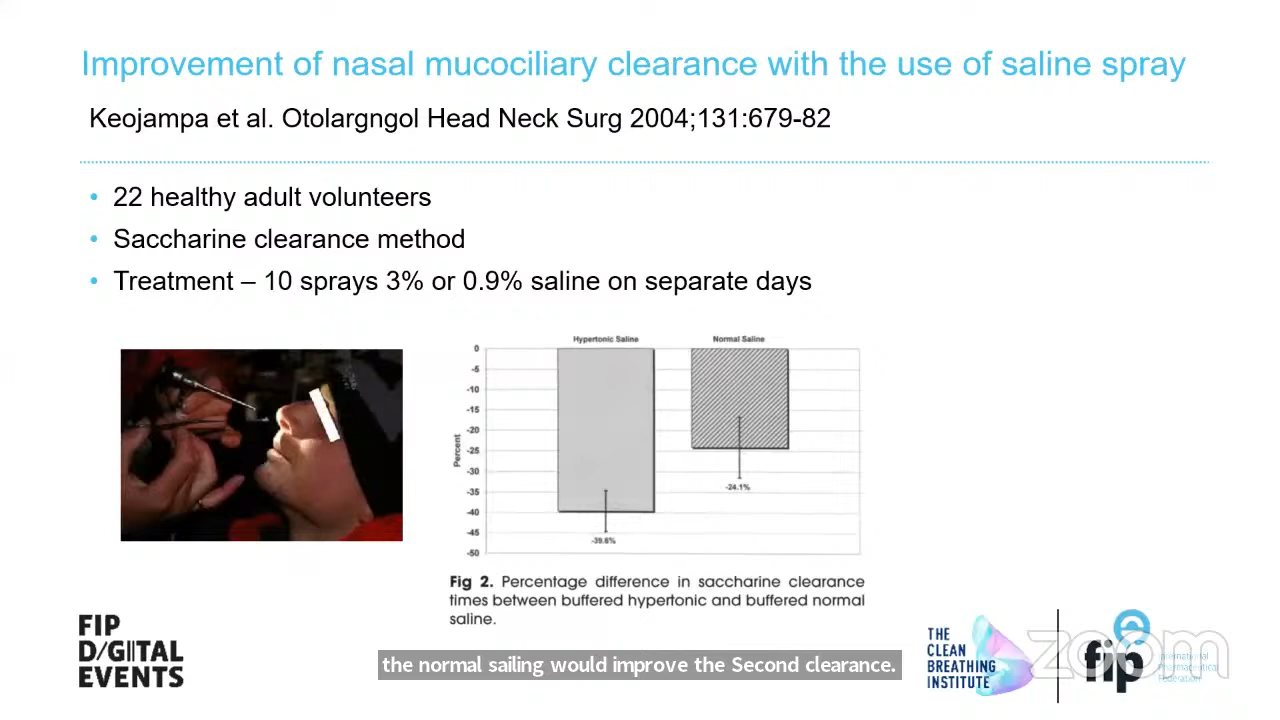 Improvement of nasal mucociliary clearance with the use of saline spray
Keojampa et al. Otolargngol Head Neck Surg 2004;131:679-82
• 22 healthy adult volunteers
• Saccharine clearance method
• Treatment – 10 sprays 3% or 0.9% saline on separate days
Hypertonic Saline
Normal Saline
0
-5
-10
-15
-20
-25
-30
-35
-40
-45
-50
Percent
-39.6%
-24.1%
Fig 2. Percentage difference in saccharine clearance
times between buffered hypertonic and buffered normal
saline.
FIP
D/GITAL
EVENTS
the normal sailing would improve the Second clearance.
THE
CLEAN
BREATHING
INSTITUTE
fip
International
Pharmaceutical
Federation
zoom